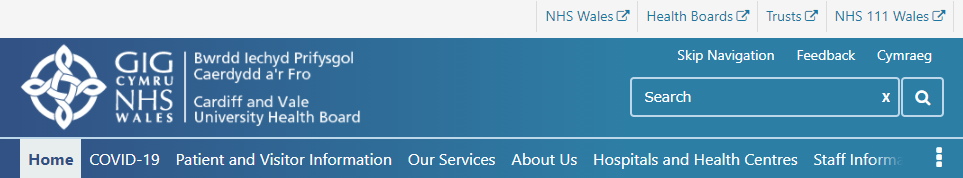 NHS Wales Health Boards Trusts NHS 111 Wales
GIG
CYMRU
NHS
WALES
Bwrdd Iechyd Prifysgol
Caerdydd a'r Fro
Cardiff and Vale
University Health Board
Skip Navigation Feedback Cymraeg
Search x
Home COVID-19 Patient and Visitor Information Our Services About Us Hospitals and Health Centres Staff Informa